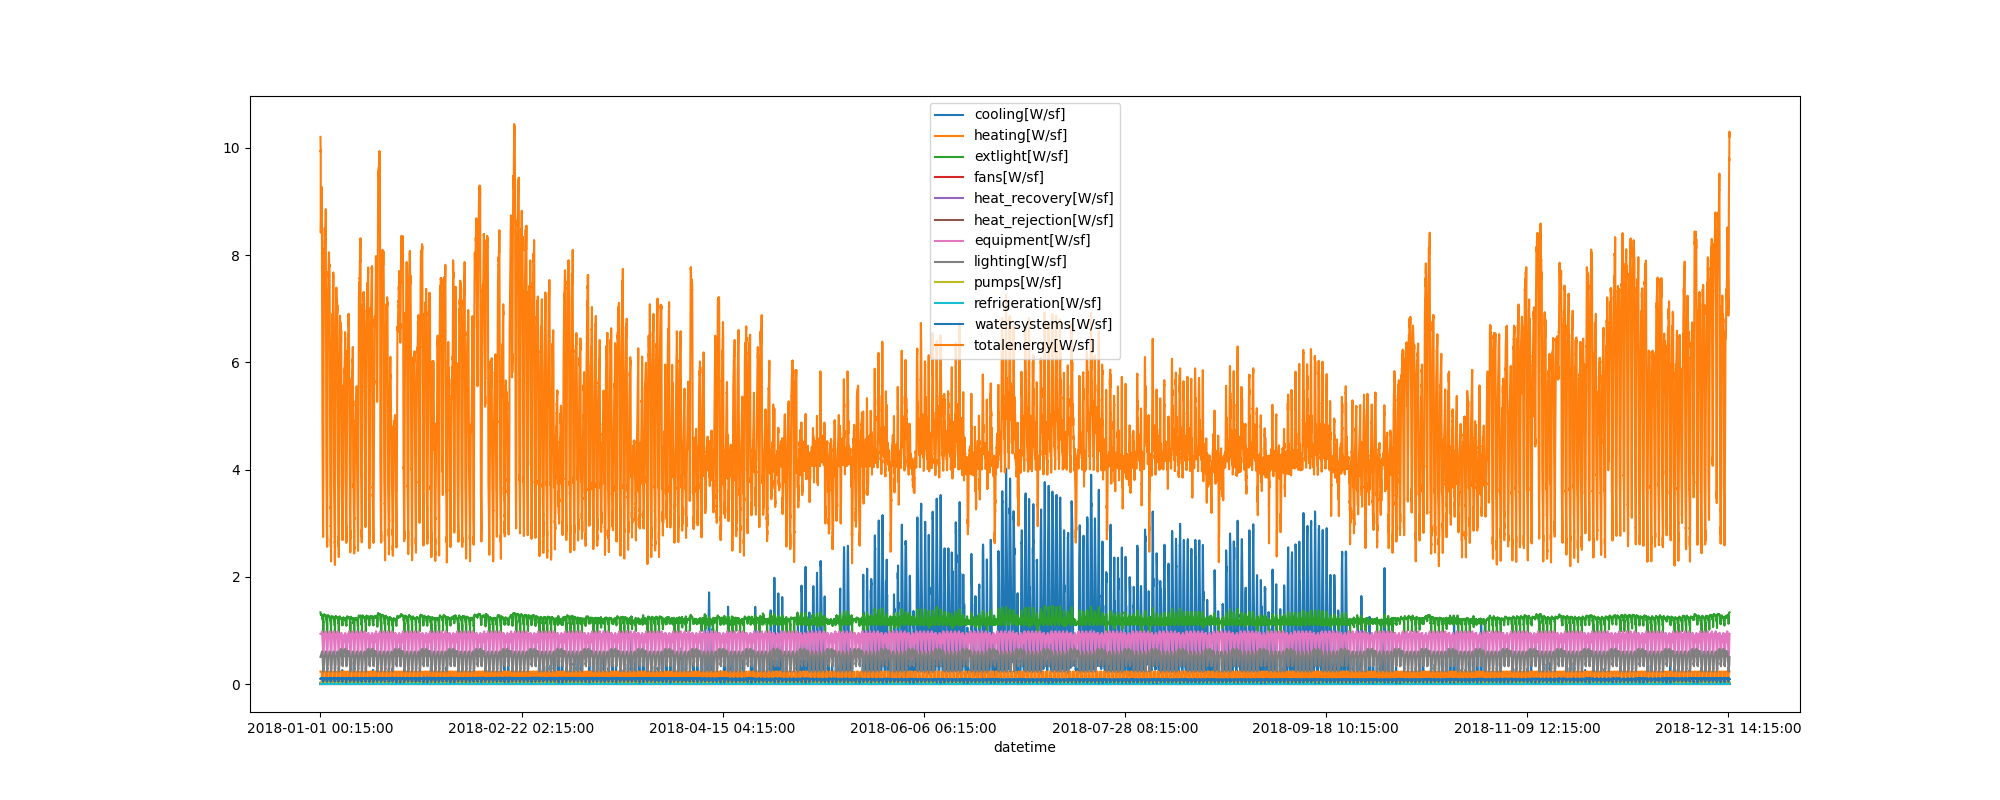 10
8
6
4
2
0
cooling[W/sf]
heating[W/sf]
extlight[W/sf]
fans[W/sf]
heat_recovery[W/sf]
heat_rejection[W/sf]
equipment[W/sf]
lighting[W/sf]
pumps[W/sf]
refrigeration[W/sf]
watersystems[W/sf]
totalenergy[W/sf]
2018-01-01 00:15:00 2018-02-22 02:15:00 2018-04-15 04:15:00 2018-06-06 06:15:00 2018-07-28 08:15:00 2018-09-18 10:15:00 2018-11-09 12:15:00 2018-12-31 14:15:00
datetime